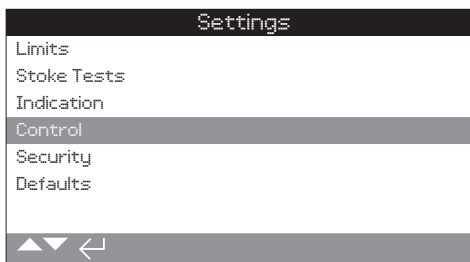 Settings
Limits
Stoke Tests
Indication
Control
Security
Defaults